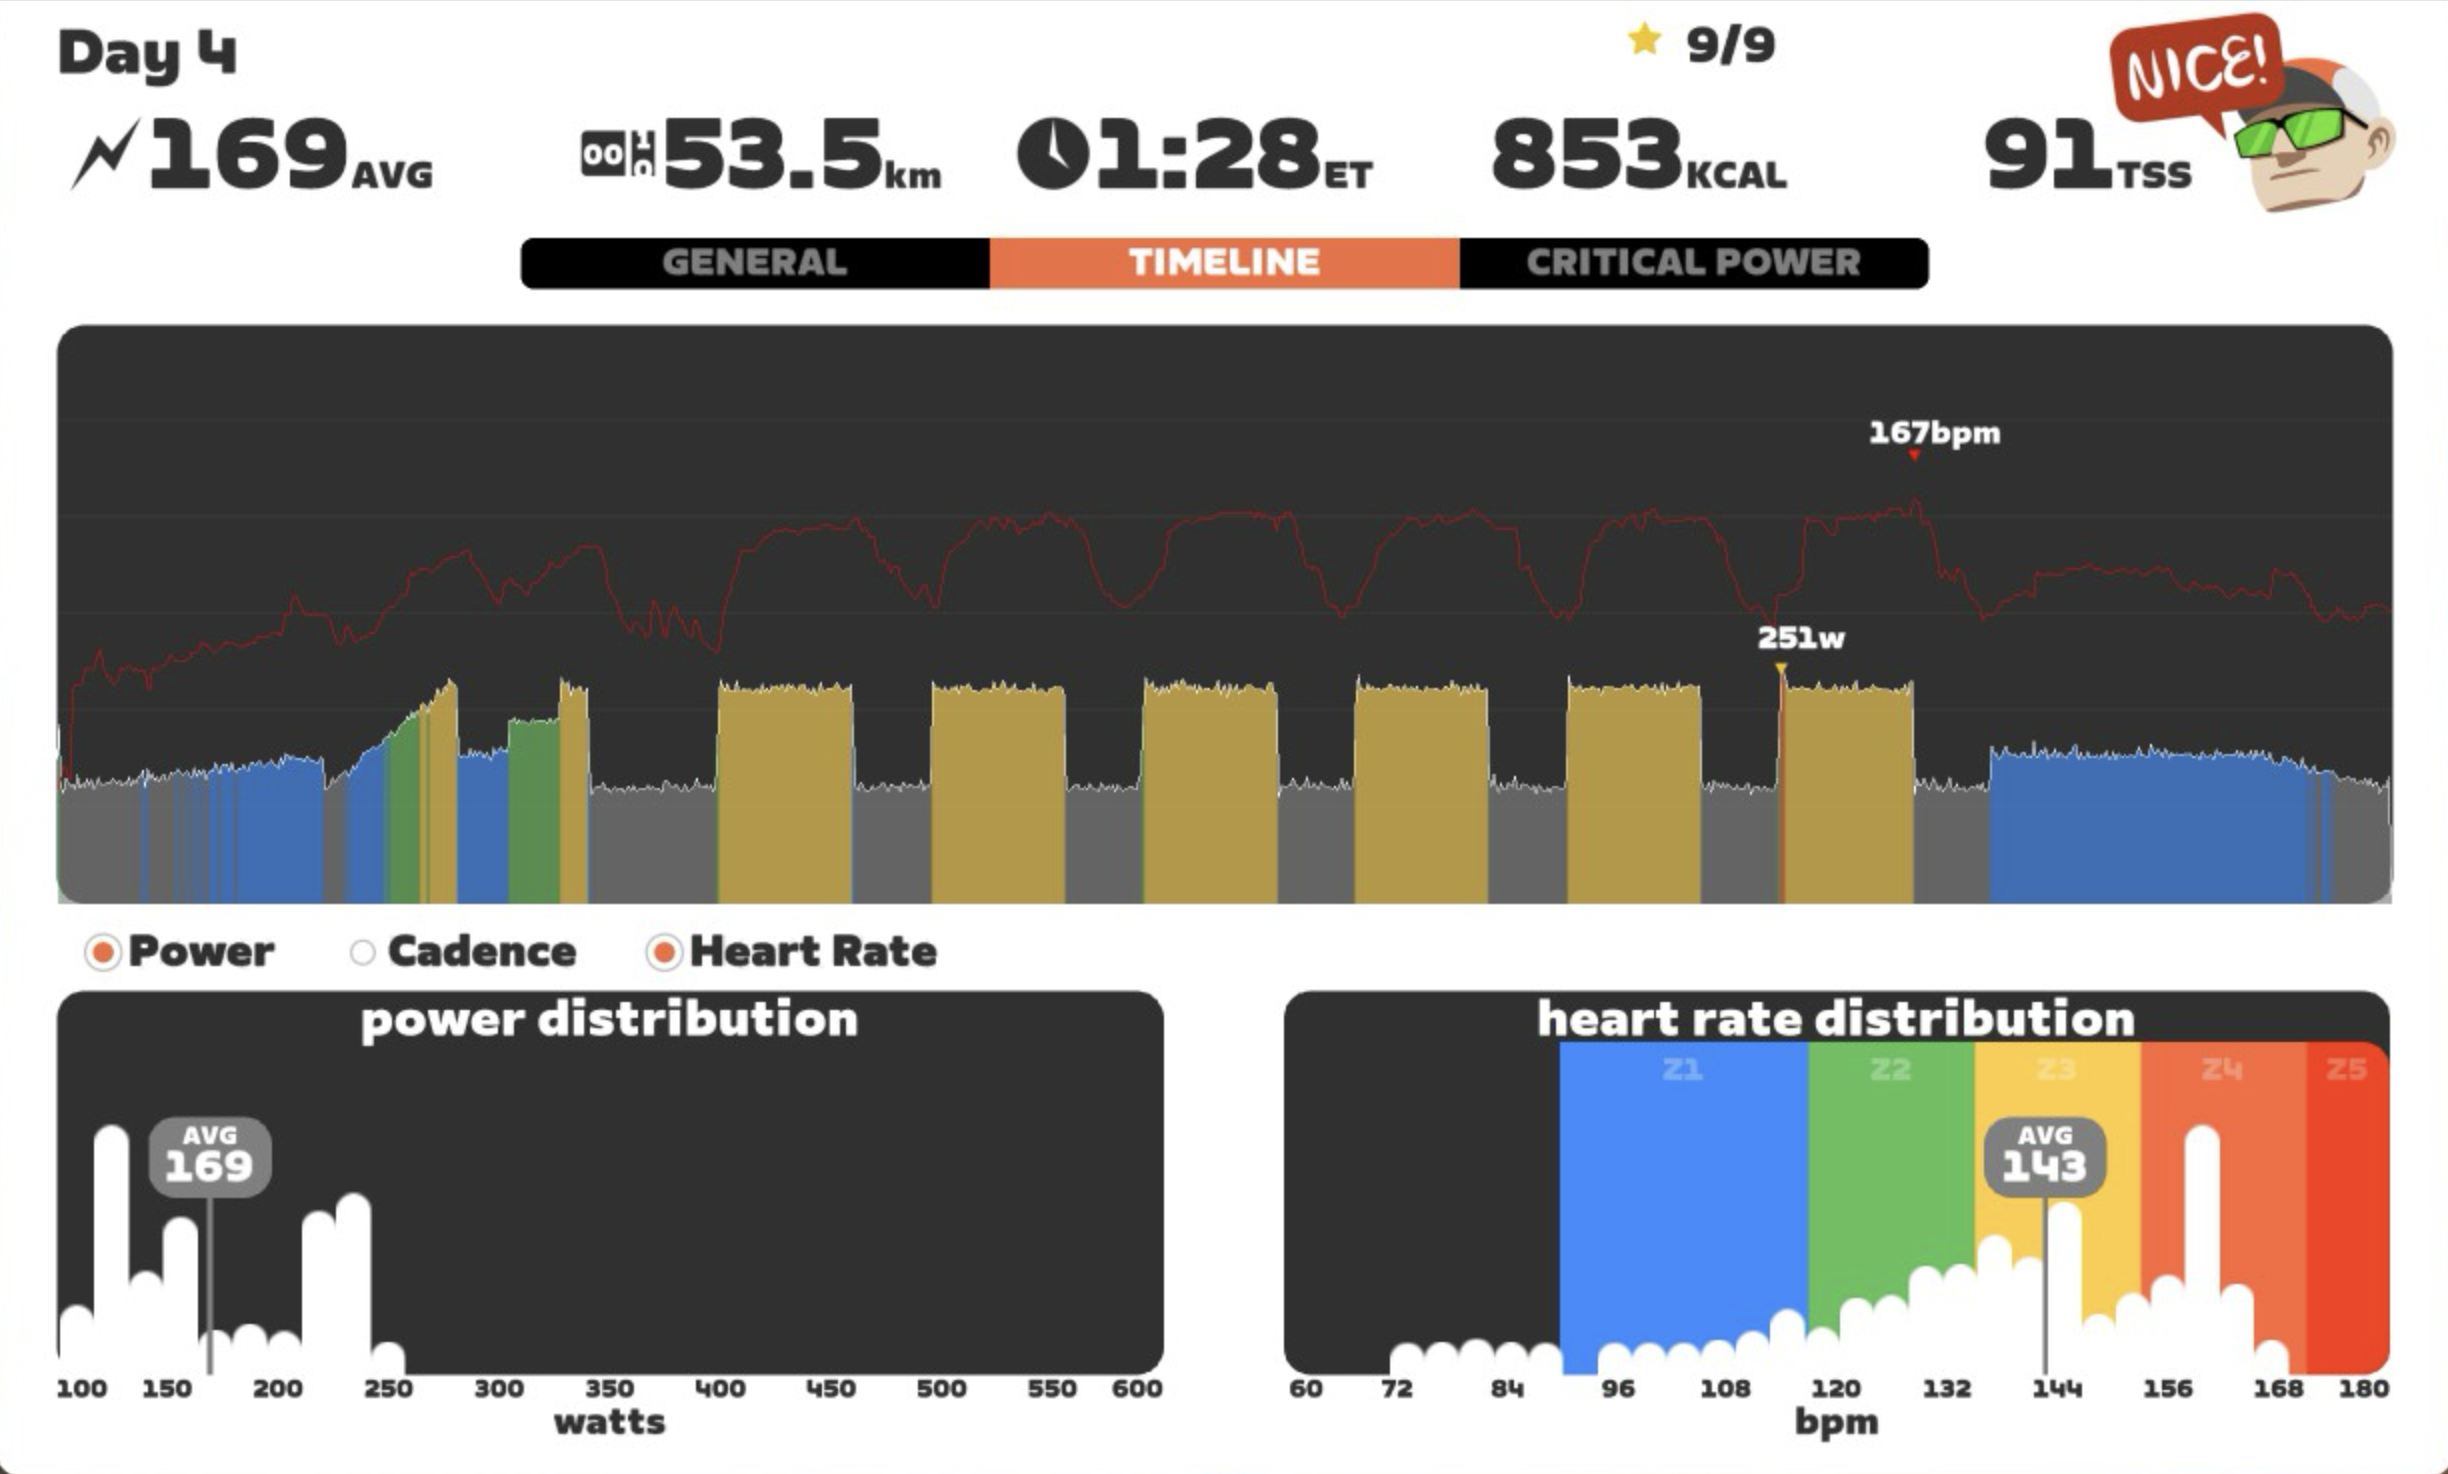 Day 4
9/9
NICE!
169AVG
00
53.5km
1:28ET
853KCAL
91TSS
GENERAL
TIMELINE
CRITICAL POWER
167bpm
251w
Power
Cadence
Heart Rate
power distribution
AVG
169
100 150 200 250 300 350 400 450 500 550 600
watts
heart rate distribution
Z1 Z2 Z3 Z4 Z5
AVG
143
60 72 84 96 108 120 132 144 156 168 180
bpm